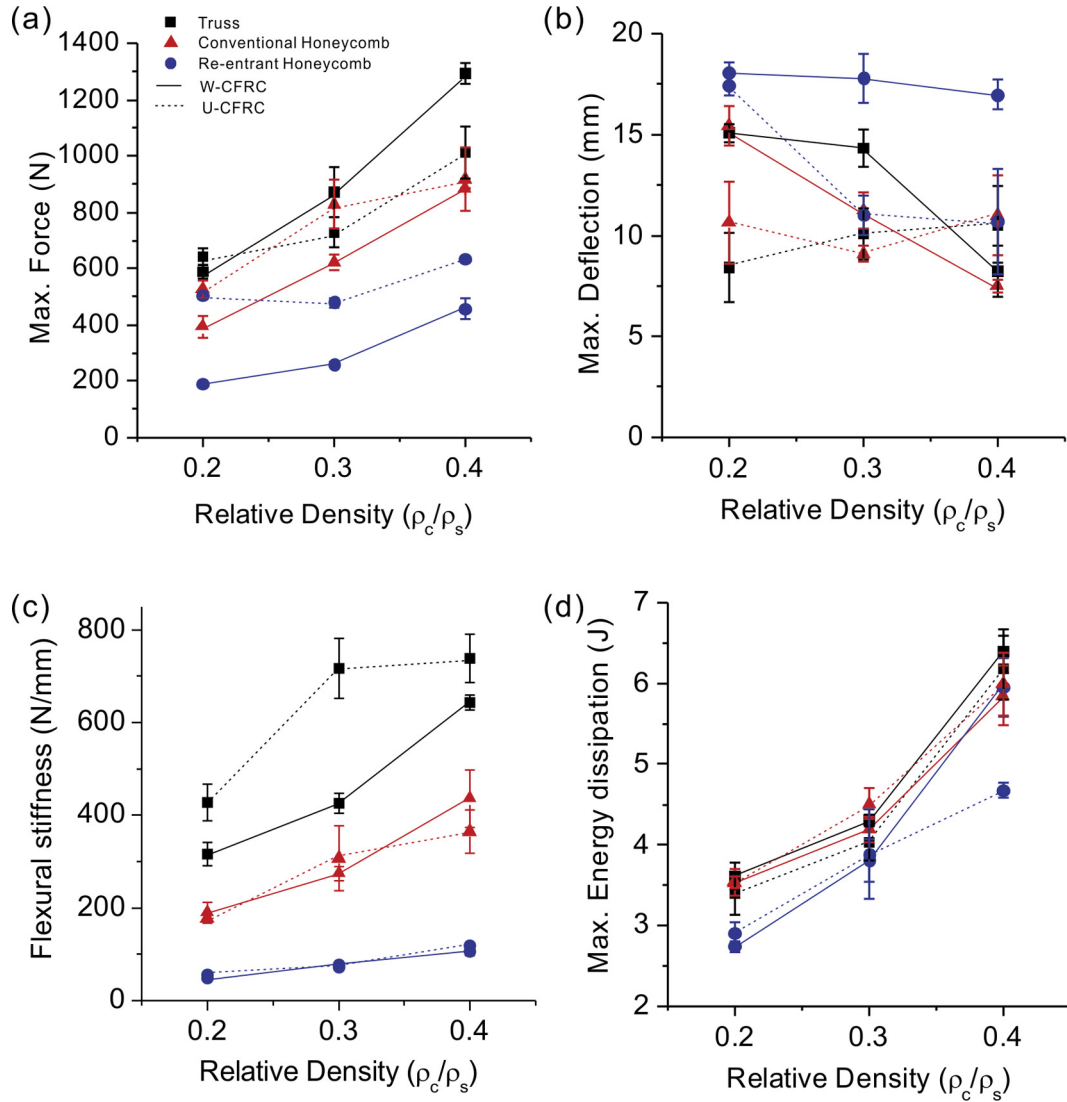 (a)
Max. Force (N)
1400
1200
1000
800
600
400
200
0
0.2 0.3 0.4
Relative Density (ρc/ρs)
Truss
Conventional Honeycomb
Re-entrant Honeycomb
W-CFRC
U-CFRC
(b)
Max. Deflection (mm)
20
15
10
5
0
0.2 0.3 0.4
Relative Density (ρc/ρs)
(c)
Flexural stiffness (N/mm)
800
600
400
200
0
0.2 0.3 0.4
Relative Density (ρc/ρs)
(d)
Max. Energy dissipation (J)
7
6
5
4
3
2
0.2 0.3 0.4
Relative Density (ρc/ρs)